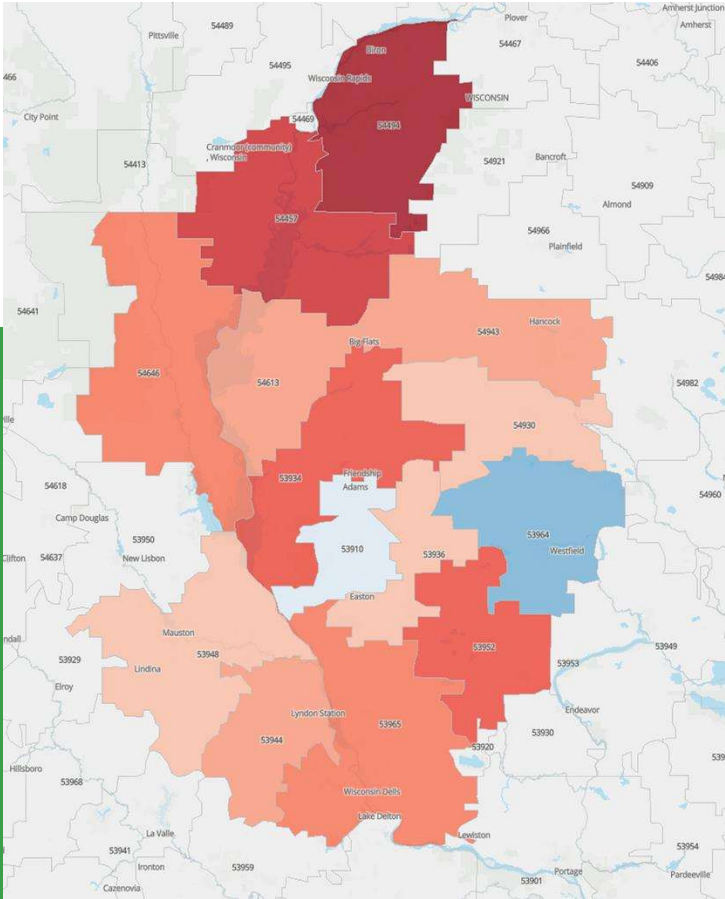 Amherst Junction
Plover
54489
Amherst
Pittsville
54467
Biron
54406
54495
466
Wisconsin Rapids
WISCONSIN
City Point
54469
54494
Cranmoor (community)
, Wisconsin
54413
54921
Bancroft
54909
Almond
54457
54966
Plainfield
54984
54641
Hancock
54943
Big Flats
54646
54613
54982
ille
54930
Friendship
53934
54618
Adams
54960
Camp Douglas
53950
53964
53910
Westfield
Clifton
54637
New Lisbon
53936
Easton
Mauston
ndall
53952
53949
53948
53929
53953
Lindina
Elroy
Endeavor
Lyndon Station
53965
53930
53944
53920
539
Hillsboro
53968
Wisconsin Dells
Lake Delton
La Valle
Lewiston
53941
53954
Ironton
53959
Portage
Pardeeville
53901
Cazenovia